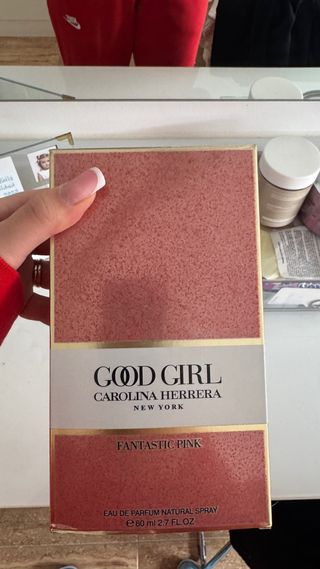 GOOD GIRL
CAROLINA HERRERA
NEW YORK
FANTASTIC PINK
EAU DE PARFUM NATURAL SPRAY
℮ 80 ml 2.7 FL.OZ